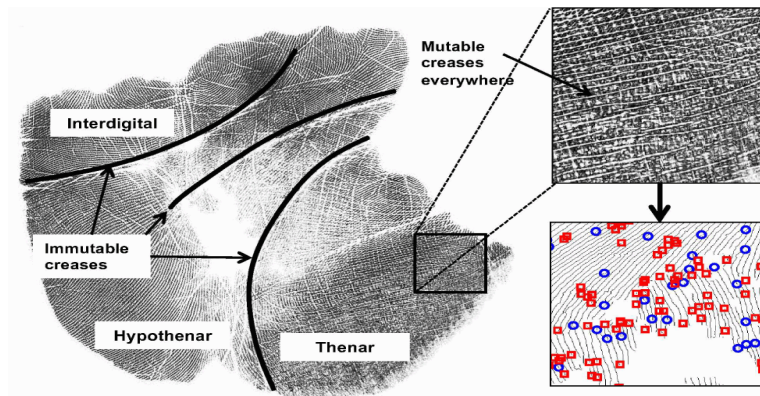 Interdigital
Immutable
creases
Hypothenar
Thenar
Mutable
creases
everywhere